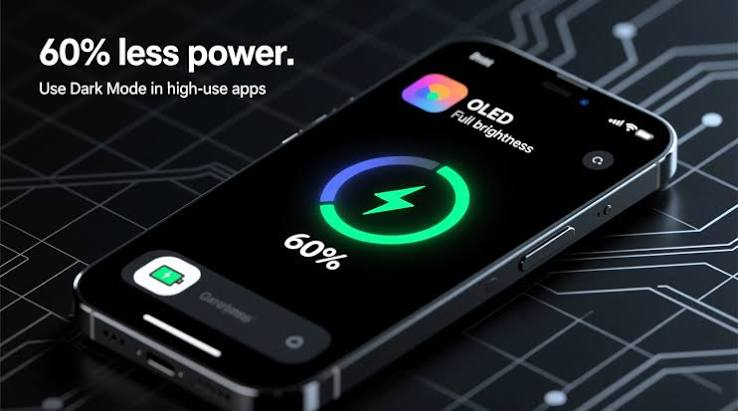 60% less power.
Use Dark Mode in high-use apps
OLED
Full brightness
60%